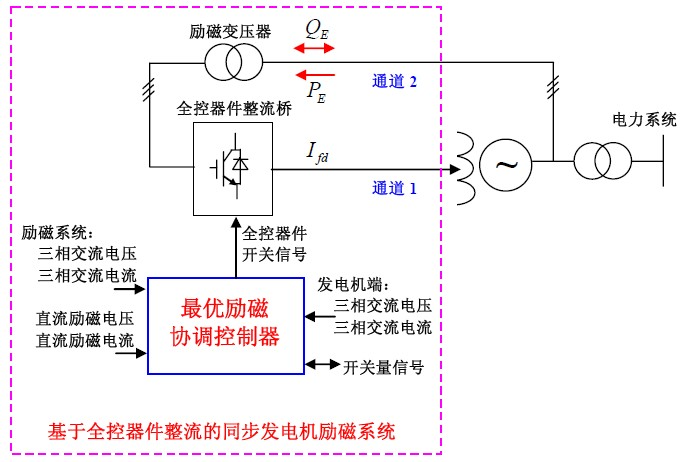 励磁变压器
Q_E
P_E
通道 2
全控器件整流桥
电力系统
I_fd
通道 1
~
励磁系统:
三相交流电压
三相交流电流
全控器件
开关信号
发电机端:
三相交流电压
三相交流电流
直流励磁电压
直流励磁电流
最优励磁
协调控制器
开关量信号
基于全控器件整流的同步发电机励磁系统